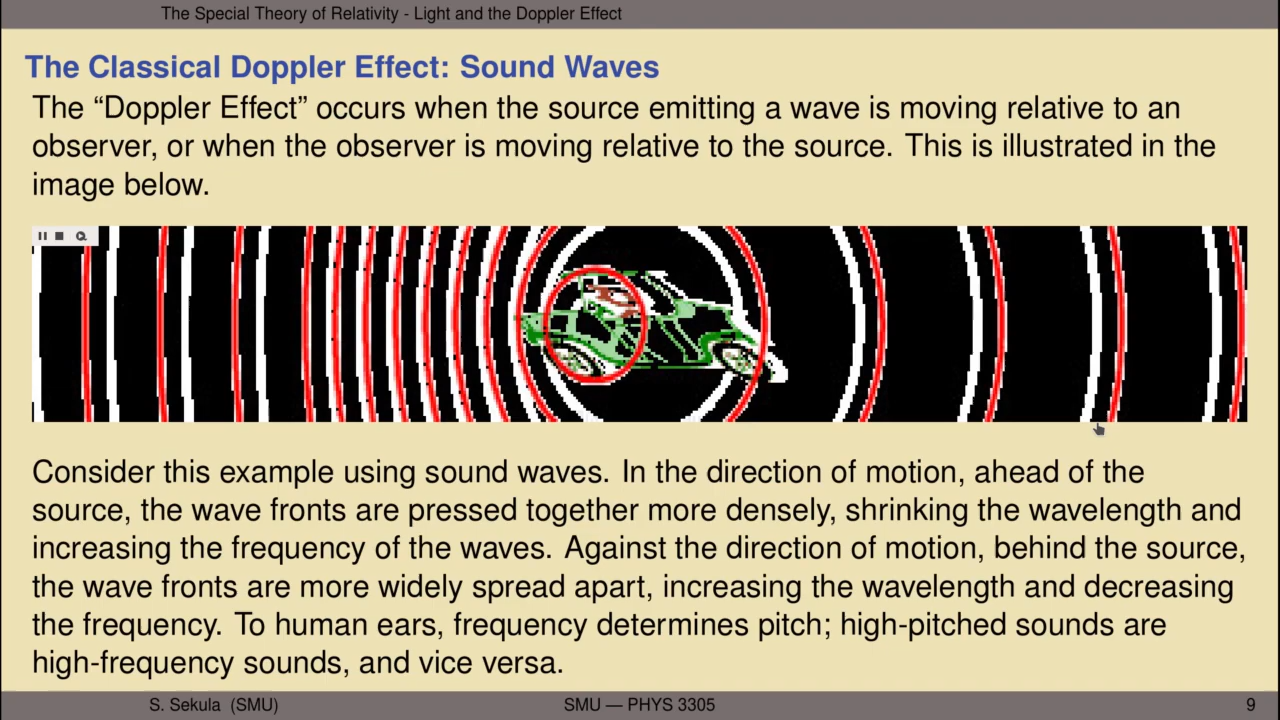 The Special Theory of Relativity - Light and the Doppler Effect
The Classical Doppler Effect: Sound Waves
The “Doppler Effect” occurs when the source emitting a wave is moving relative to an
observer, or when the observer is moving relative to the source. This is illustrated in the
image below.
Consider this example using sound waves. In the direction of motion, ahead of the
source, the wave fronts are pressed together more densely, shrinking the wavelength and
increasing the frequency of the waves. Against the direction of motion, behind the source,
the wave fronts are more widely spread apart, increasing the wavelength and decreasing
the frequency. To human ears, frequency determines pitch; high-pitched sounds are
high-frequency sounds, and vice versa.
S. Sekula (SMU)
SMU — PHYS 3305
9